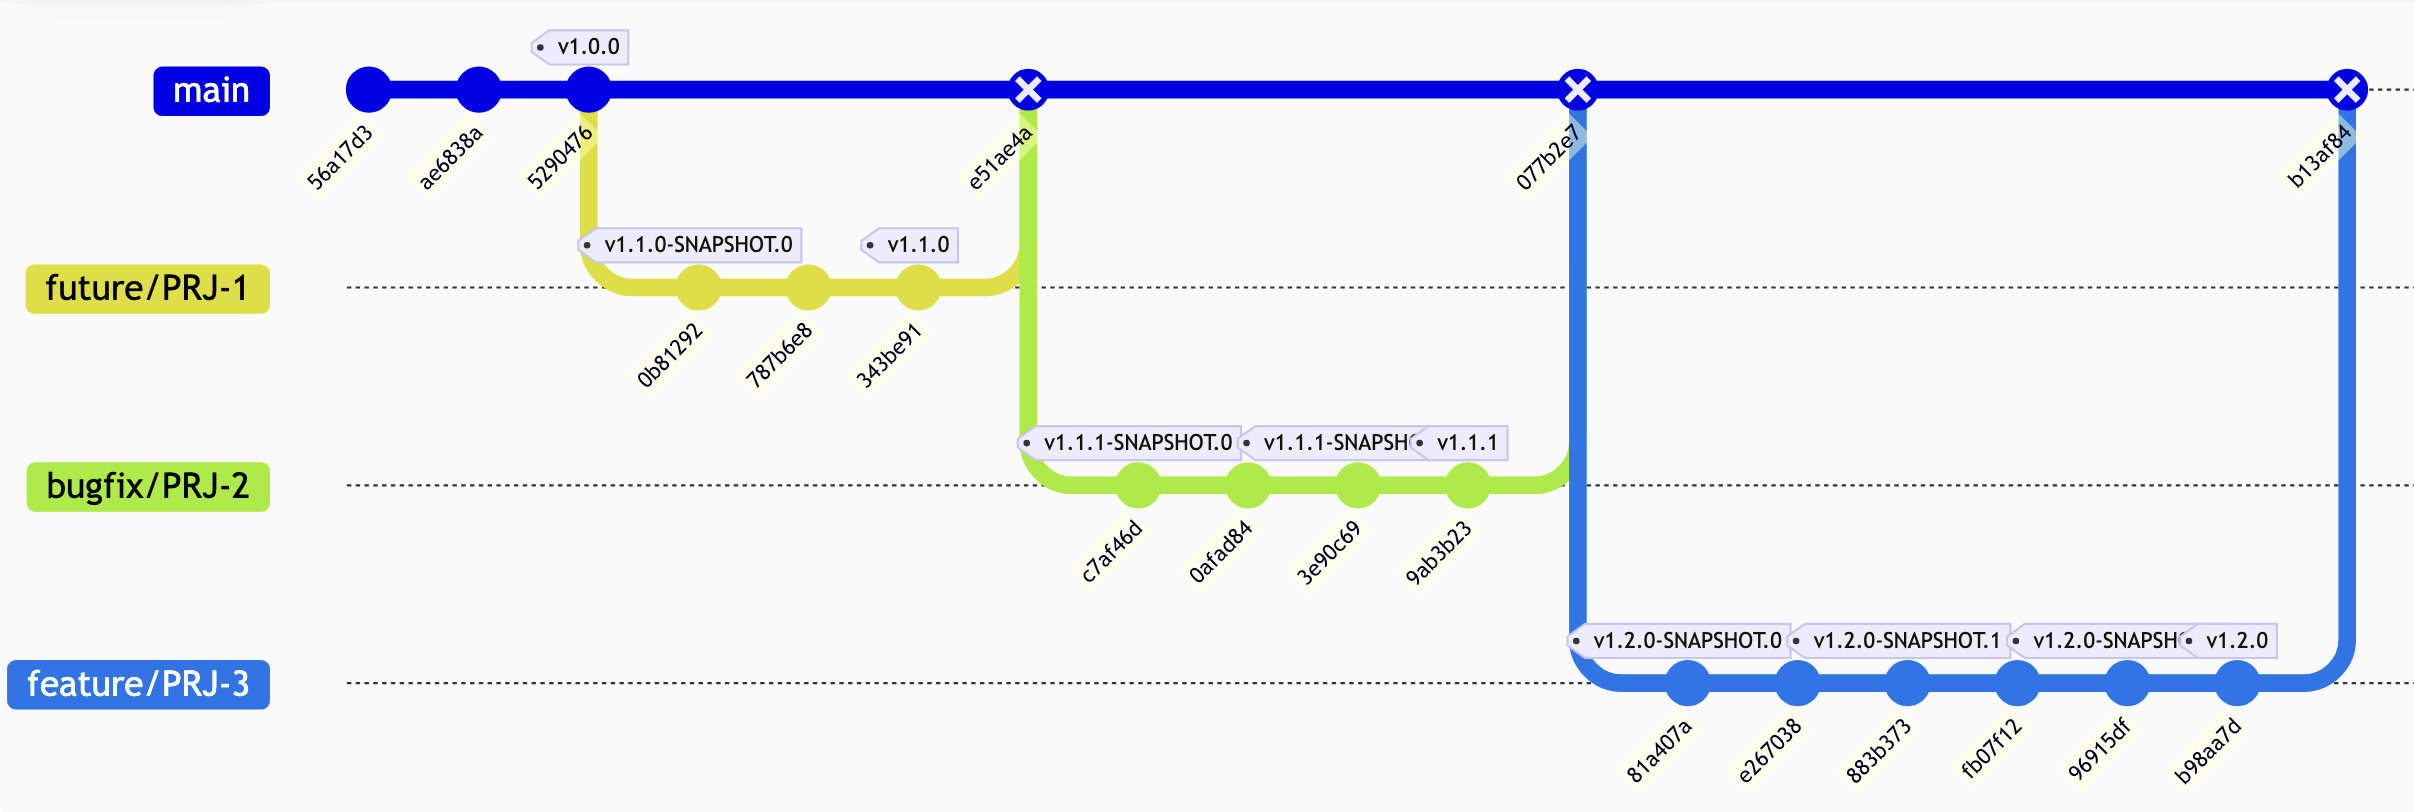 v1.0.0
main
56a17d3
ae6838a
5290476
e51ae4a
077b2e7
b13af84
v1.1.0-SNAPSHOT.0
v1.1.0
future/PRJ-1
0b81292
787b6e8
343be91
v1.1.1-SNAPSHOT.0
v1.1.1-SNAPSH
v1.1.1
bugfix/PRJ-2
c7af46d
0afad84
3e90c69
9ab3b23
v1.2.0-SNAPSHOT.0
v1.2.0-SNAPSHOT.1
v1.2.0-SNAPSH
v1.2.0
feature/PRJ-3
81a407a
e267038
883b373
fb07f12
96915df
b98aa7d